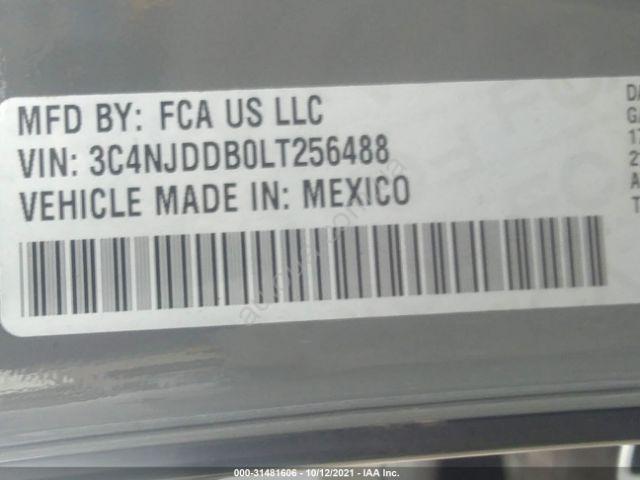 MFD BY: FCA US LLC
VIN: 3C4NJDDB0LT256488
VEHICLE MADE IN: MEXICO
000-31481606 - 10/12/2021 - IAA Inc.